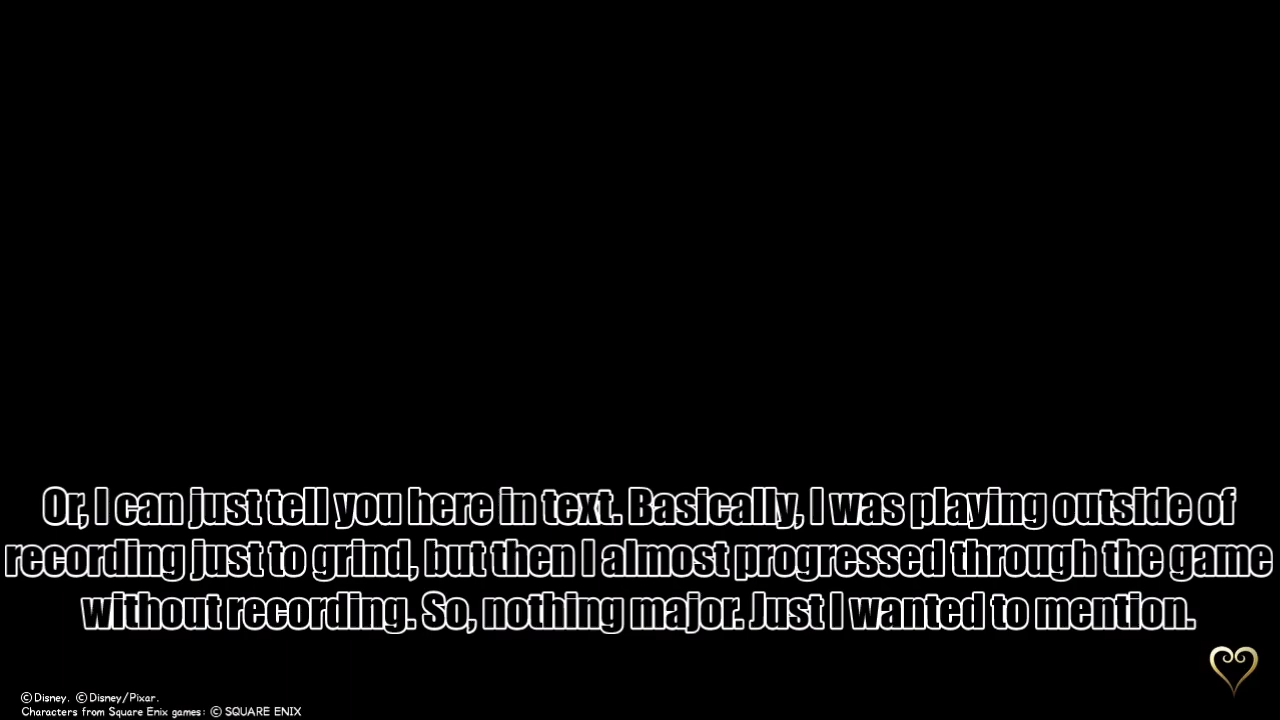 Or, I can just tell you here in text. Basically, I was playing outside of
recording just to grind, but then I almost progressed through the game
without recording. So, nothing major. Just I wanted to mention.
©Disney. ©Disney/Pixar.
Characters from Square Enix games: © SQUARE ENIX